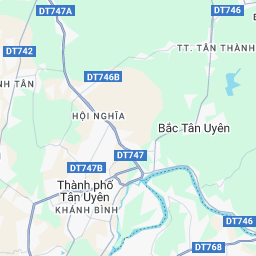 DT747A
DT746
DT742
TT. TÂN THÀNH
DT746B
NH TÂN
HỘI NGHĨA
Bắc Tân Uyên
DT747
DT747B
Thành phố
Tân Uyên
KHÁNH BÌNH
DT746
DT768